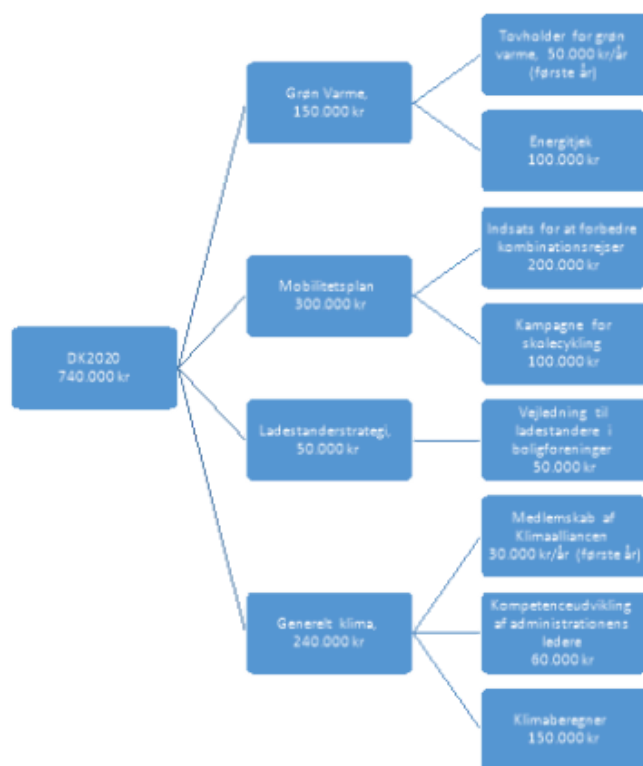 DK2020
740.000 kr
Grøn Varme,
150.000 kr
Tovholder for grøn
varme, 50.000 kr/år
(første år)
Energitjek
100.000 kr
Mobilitetsplan
300.000 kr
Indsats for at forbedre
kombinationsrejser
200.000 kr
Kampagne for
skolecykling
100.000 kr
Ladestanderstrategi,
50.000 kr
Vejledning til
ladestandere i
boligforeninger
50.000 kr
Generelt klima,
240.000 kr
Medlemskab af
Klimaalliancen
30.000 kr/år (første år)
Kompetenceudvikling
af administrationens
ledere
60.000 kr
Klimaberegner
150.000 kr